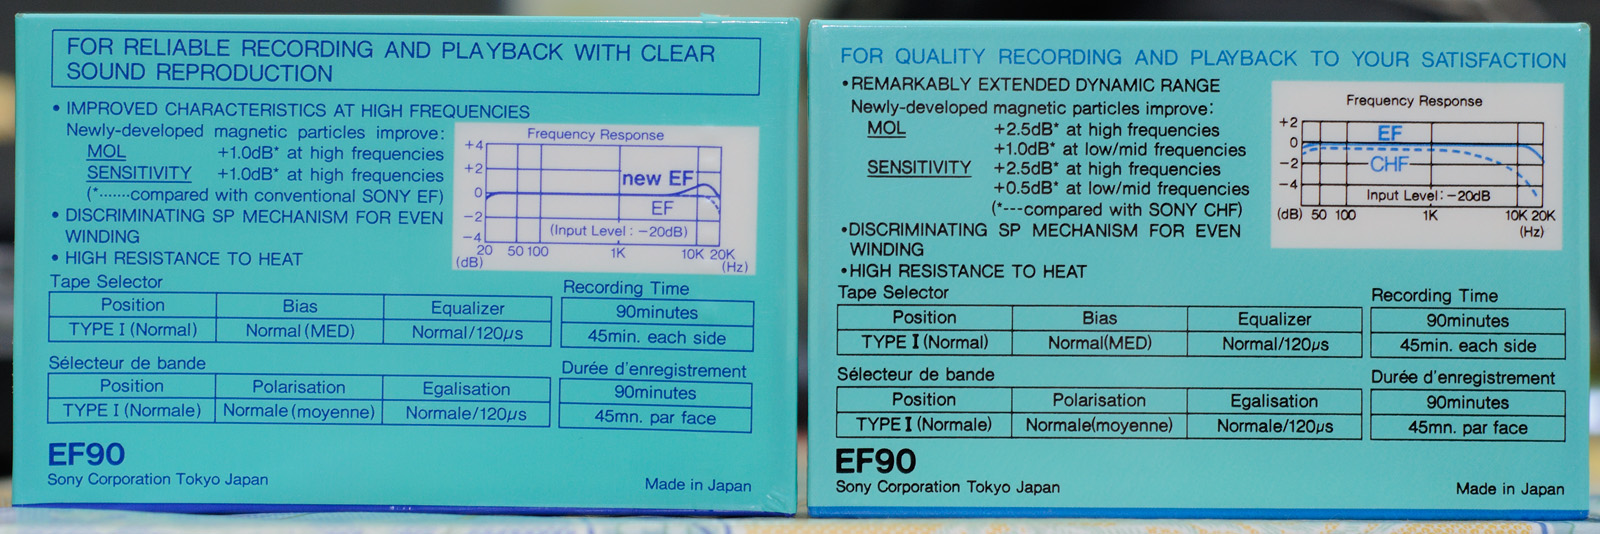 FOR RELIABLE RECORDING AND PLAYBACK WITH CLEAR
SOUND REPRODUCTION
• IMPROVED CHARACTERISTICS AT HIGH FREQUENCIES
Newly-developed magnetic particles improve:
MOL +1.0dB* at high frequencies
SENSITIVITY +1.0dB* at high frequencies
(*······compared with conventional SONY EF)
• DISCRIMINATING SP MECHANISM FOR EVEN
WINDING
• HIGH RESISTANCE TO HEAT
Frequency Response
+4
+2
0
−2
−4
new EF
EF
(Input Level: −20dB)
20 50 100 1K 10K 20K
(dB) (Hz)
Tape Selector
Position Bias Equalizer
TYPE I (Normal) Normal (MED) Normal/120µs
Recording Time
90minutes
45min. each side
Sélecteur de bande
Position Polarisation Egalisation
TYPE I (Normale) Normale (moyenne) Normale/120µs
Durée d'enregistrement
90minutes
45mn. par face
EF90
Sony Corporation Tokyo Japan Made in Japan
FOR QUALITY RECORDING AND PLAYBACK TO YOUR SATISFACTION
•REMARKABLY EXTENDED DYNAMIC RANGE
Newly-developed magnetic particles improve:
MOL +2.5dB* at high frequencies
+1.0dB* at low/mid frequencies
SENSITIVITY +2.5dB* at high frequencies
+0.5dB* at low/mid frequencies
(*---compared with SONY CHF)
•DISCRIMINATING SP MECHANISM FOR EVEN
WINDING
•HIGH RESISTANCE TO HEAT
Frequency Response
+2
0
−2
−4
EF
CHF
Input Level: −20dB
(dB) 50 100 1K 10K 20K
(Hz)
Tape Selector
Position Bias Equalizer
TYPE I (Normal) Normal(MED) Normal/120µs
Recording Time
90minutes
45min. each side
Sélecteur de bande
Position Polarisation Egalisation
TYPE I (Normale) Normale(moyenne) Normale/120µs
Durée d'enregistrement
90minutes
45mn. par face
EF90
Sony Corporation Tokyo Japan Made in Japan